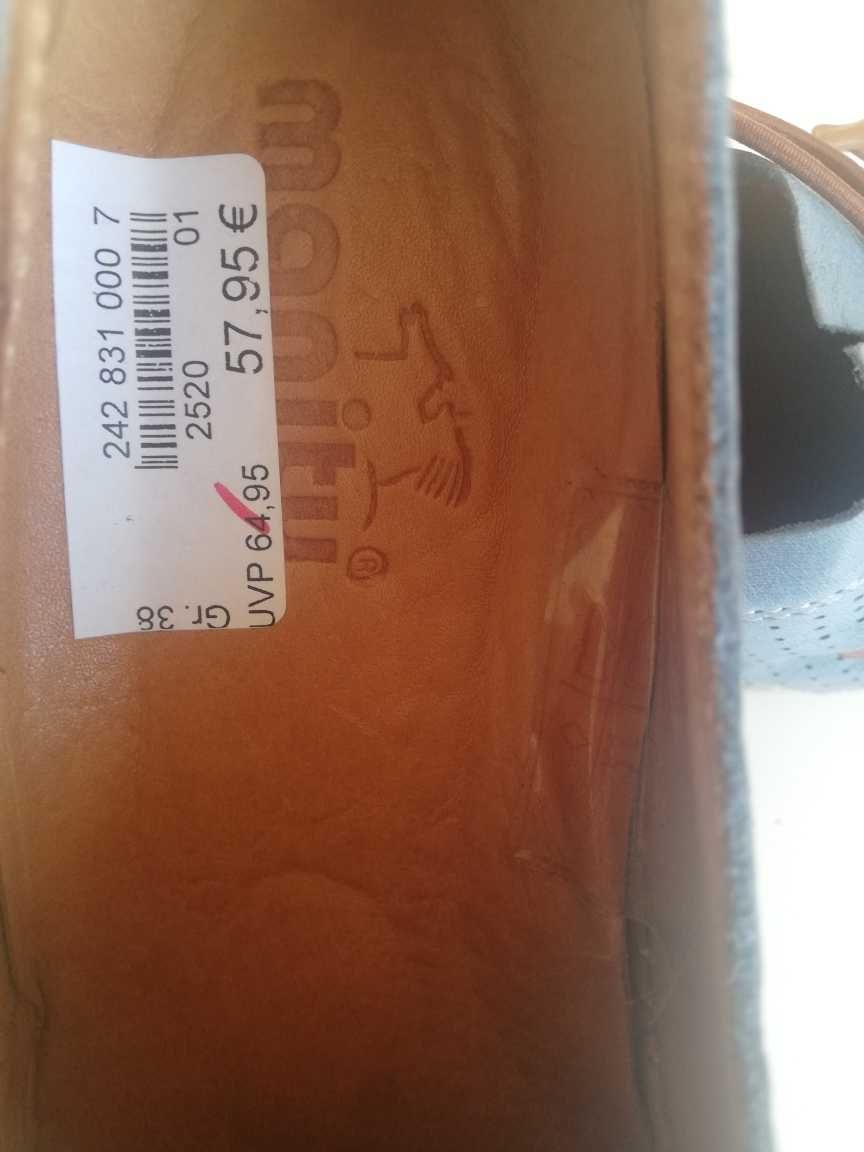 242 831 000 7
01
2520
57,95 €
UVP 64,95
Gr. 38
manitu
®